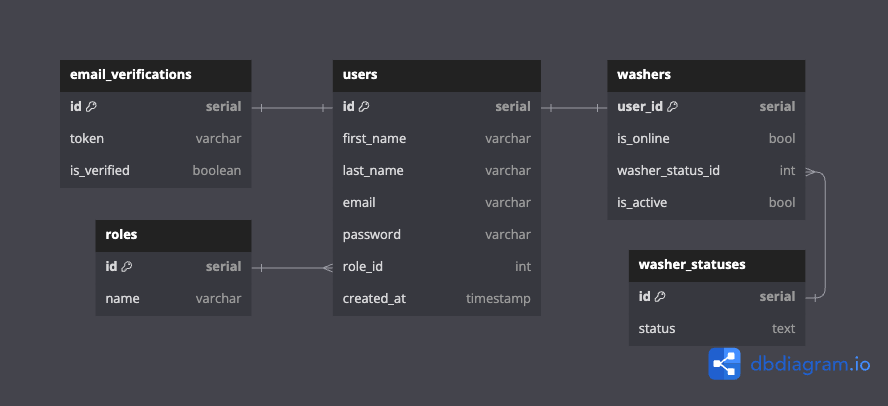 email_verifications
id serial
token varchar
is_verified boolean
roles
id serial
name varchar
users
id serial
first_name varchar
last_name varchar
email varchar
password varchar
role_id int
created_at timestamp
washers
user_id serial
is_online bool
washer_status_id int
is_active bool
washer_statuses
id serial
status text
dbdiagram.io